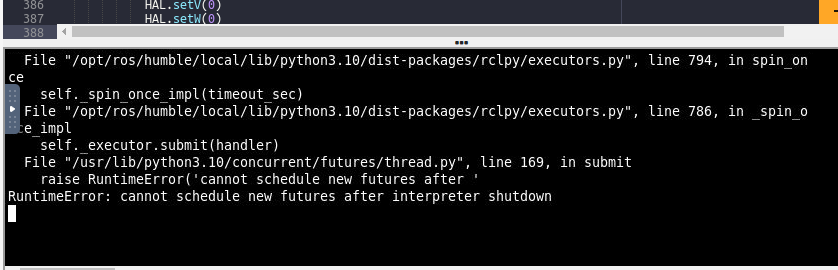 386 HAL.setV(0)
387 HAL.setW(0)
388
File "/opt/ros/humble/local/lib/python3.10/dist-packages/rclpy/executors.py", line 794, in spin_on
ce
self._spin_once_impl(timeout_sec)
File "/opt/ros/humble/local/lib/python3.10/dist-packages/rclpy/executors.py", line 786, in _spin_o
ce_impl
self._executor.submit(handler)
File "/usr/lib/python3.10/concurrent/futures/thread.py", line 169, in submit
raise RuntimeError('cannot schedule new futures after '
RuntimeError: cannot schedule new futures after interpreter shutdown